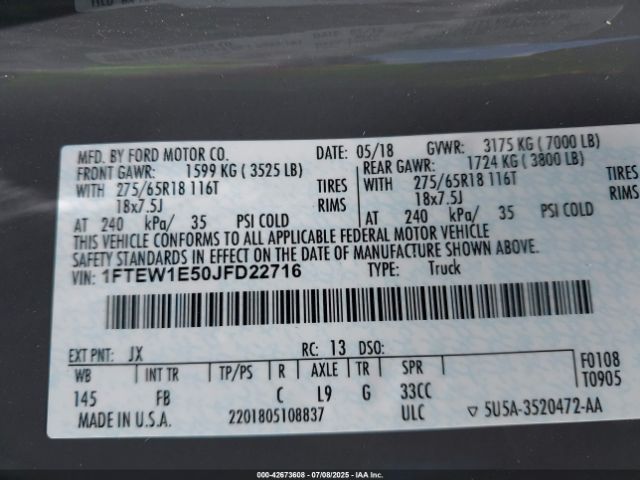 MFD. BY FORD MOTOR CO. DATE: 05/18 GVWR: 3175 KG ( 7000 LB)
FRONT GAWR: 1599 KG ( 3525 LB) REAR GAWR: 1724 KG ( 3800 LB)
WITH 275/65R18 116T TIRES WITH 275/65R18 116T TIRES
18x7.5J RIMS 18x7.5J RIMS
AT 240 kPa/ 35 PSI COLD AT 240 kPa/ 35 PSI COLD
THIS VEHICLE CONFORMS TO ALL APPLICABLE FEDERAL MOTOR VEHICLE
SAFETY STANDARDS IN EFFECT ON THE DATE OF MANUFACTURE SHOWN ABOVE.
VIN: 1FTEW1E50JFD22716 TYPE: Truck
EXT PNT: JX RC: 13 DSO: F0108
WB INT TR TP/PS R AXLE TR SPR T0905
145 FB C L9 G 33CC
MADE IN U.S.A. 2201805108837 ULC ▽ 5U5A-3520472-AA
000-42673608 | 07/08/2025 - IAAI.com